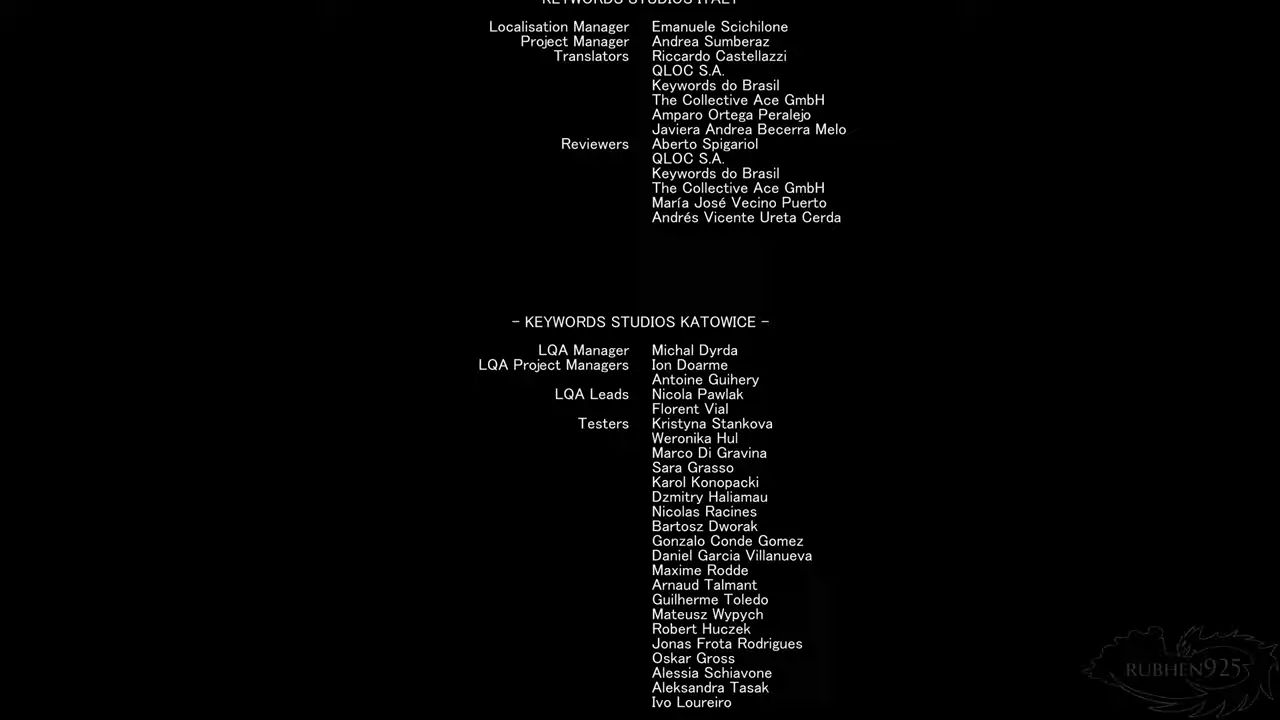 KEYWORDS STUDIOS ITALY
Localisation Manager Emanuele Scichilone
Project Manager Andrea Sumberaz
Translators Riccardo Castellazzi
QLOC S.A.
Keywords do Brasil
The Collective Ace GmbH
Amparo Ortega Peralejo
Javiera Andrea Becerra Melo
Reviewers Aberto Spigariol
QLOC S.A.
Keywords do Brasil
The Collective Ace GmbH
María José Vecino Puerto
Andrés Vicente Ureta Cerda
– KEYWORDS STUDIOS KATOWICE –
LQA Manager Michal Dyrda
LQA Project Managers Ion Doarme
Antoine Guihery
LQA Leads Nicola Pawlak
Florent Vial
Testers Kristyna Stankova
Weronika Hul
Marco Di Gravina
Sara Grasso
Karol Konopacki
Dzmitry Haliamau
Nicolas Racines
Bartosz Dworak
Gonzalo Conde Gomez
Daniel Garcia Villanueva
Maxime Rodde
Arnaud Talmant
Guilherme Toledo
Mateusz Wypych
Robert Huczek
Jonas Frota Rodrigues
Oskar Gross
Alessia Schiavone
Aleksandra Tasak
Ivo Loureiro
RUBHEN925